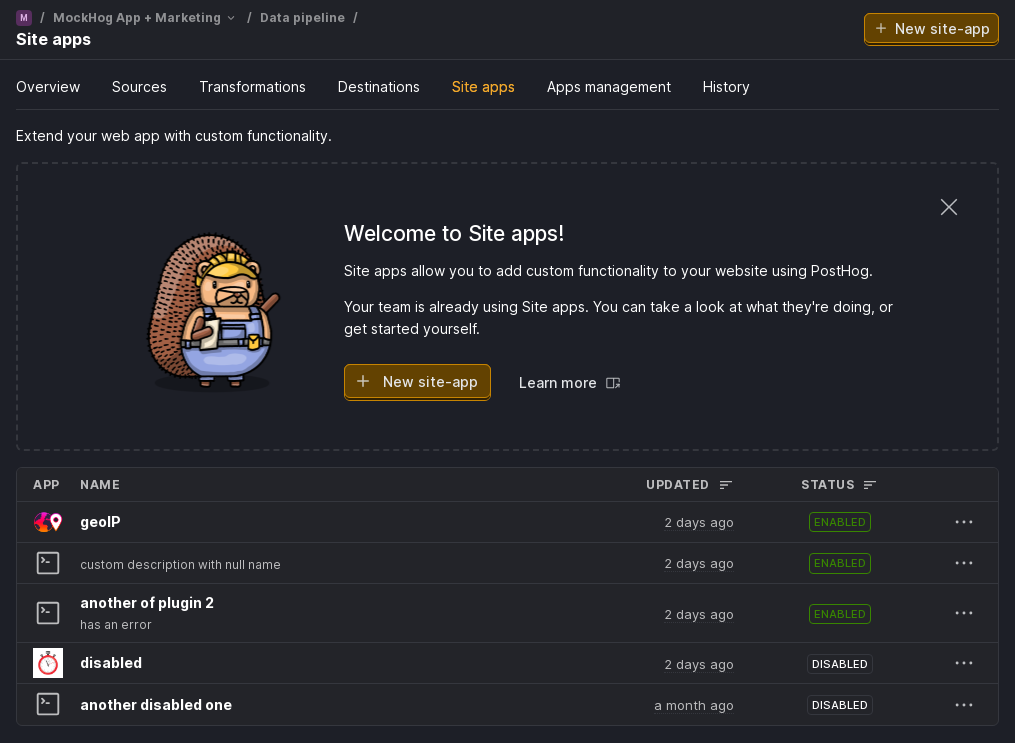 M / MockHog App + Marketing / Data pipeline /
Site apps
New site-app
Overview Sources Transformations Destinations Site apps Apps management History
Extend your web app with custom functionality.
Welcome to Site apps!
Site apps allow you to add custom functionality to your website using PostHog.
Your team is already using Site apps. You can take a look at what they're doing, or
get started yourself.
New site-app Learn more
APP NAME UPDATED STATUS
geoIP 2 days ago ENABLED
custom description with null name 2 days ago ENABLED
another of plugin 2 2 days ago ENABLED
has an error
disabled 2 days ago DISABLED
another disabled one a month ago DISABLED